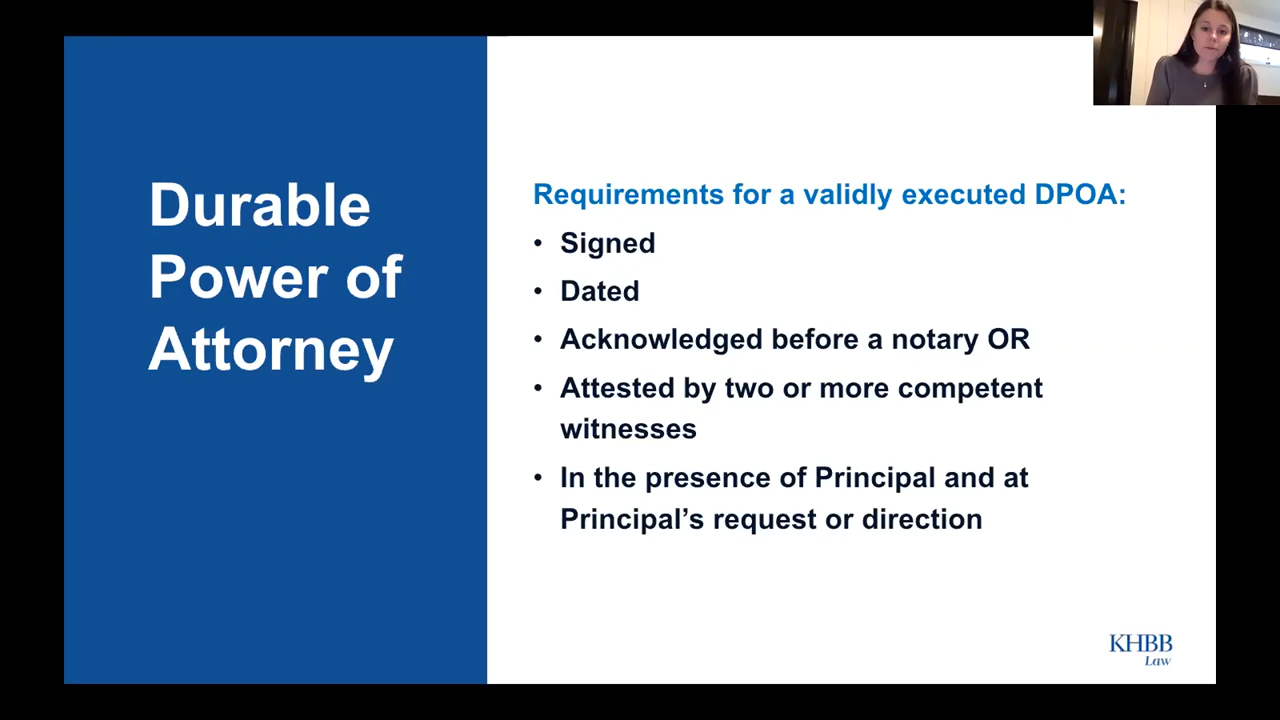 Durable
Power of
Attorney
Requirements for a validly executed DPOA:
• Signed
• Dated
• Acknowledged before a notary OR
• Attested by two or more competent
witnesses
• In the presence of Principal and at
Principal’s request or direction
KHBB
Law